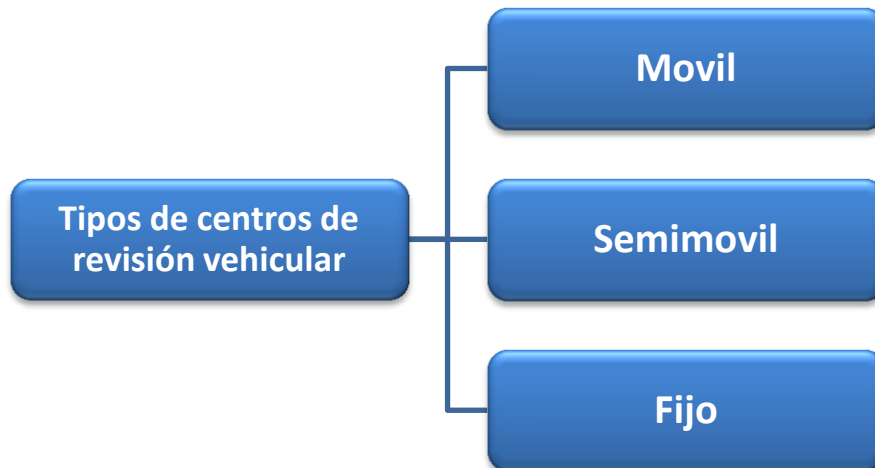 Tipos de centros de
revisión vehicular
Movil
Semimovil
Fijo